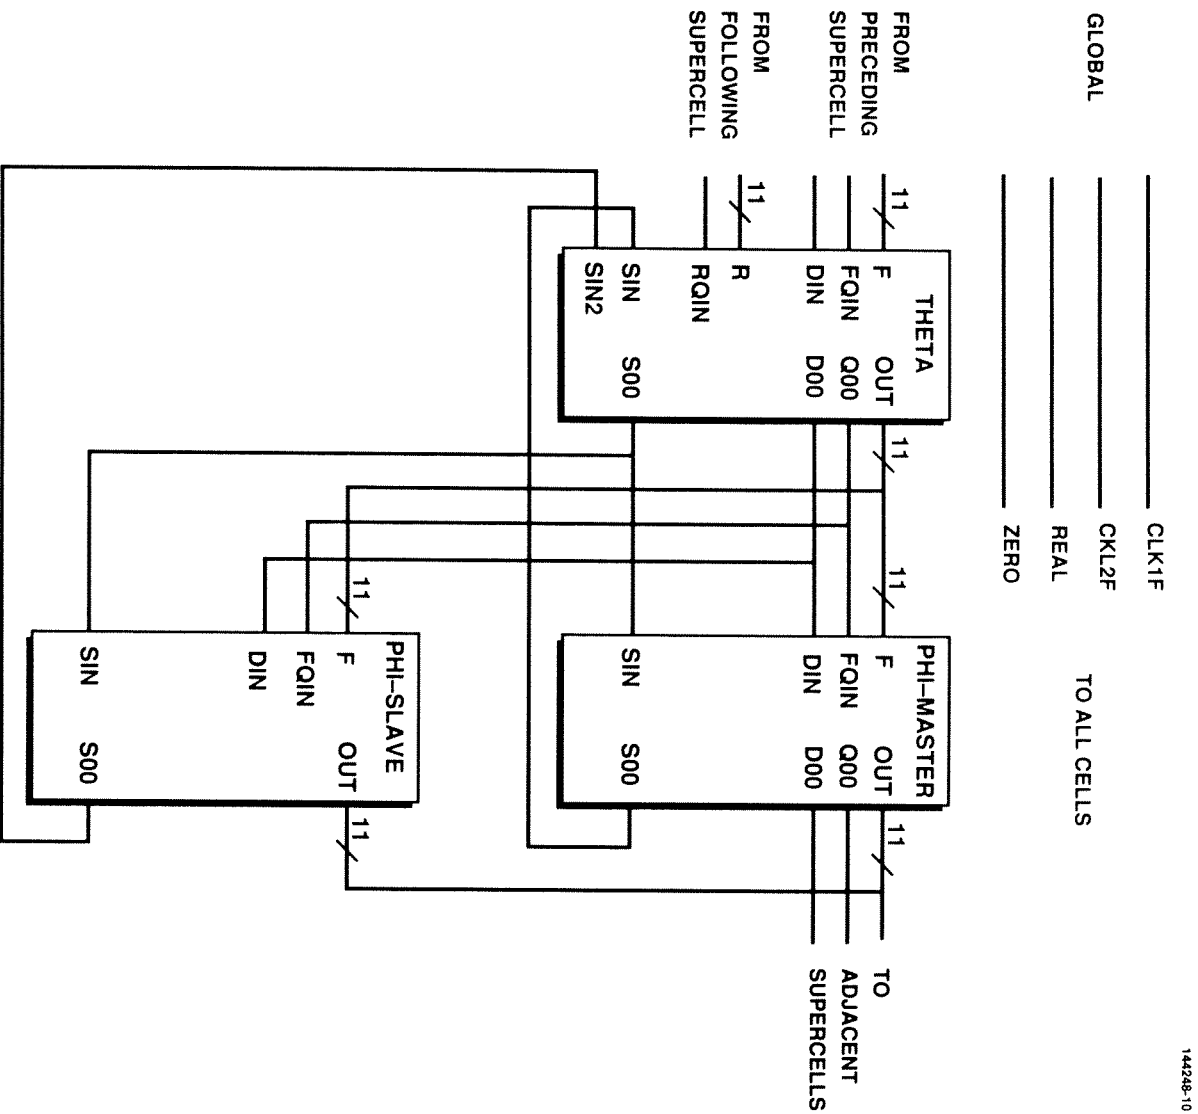 144248-10
GLOBAL
CLK1F
CKL2F
REAL
ZERO
TO ALL CELLS
FROM
PRECEDING
SUPERCELL
FROM
FOLLOWING
SUPERCELL
11
11
THETA
F OUT
FQIN Q00
DIN D00
R
RQIN
SIN S00
SIN2
11
11
PHI–MASTER
F OUT
FQIN Q00
DIN D00
SIN S00
11
TO
ADJACENT
SUPERCELLS
11
PHI–SLAVE
F OUT
FQIN
DIN
SIN S00
11